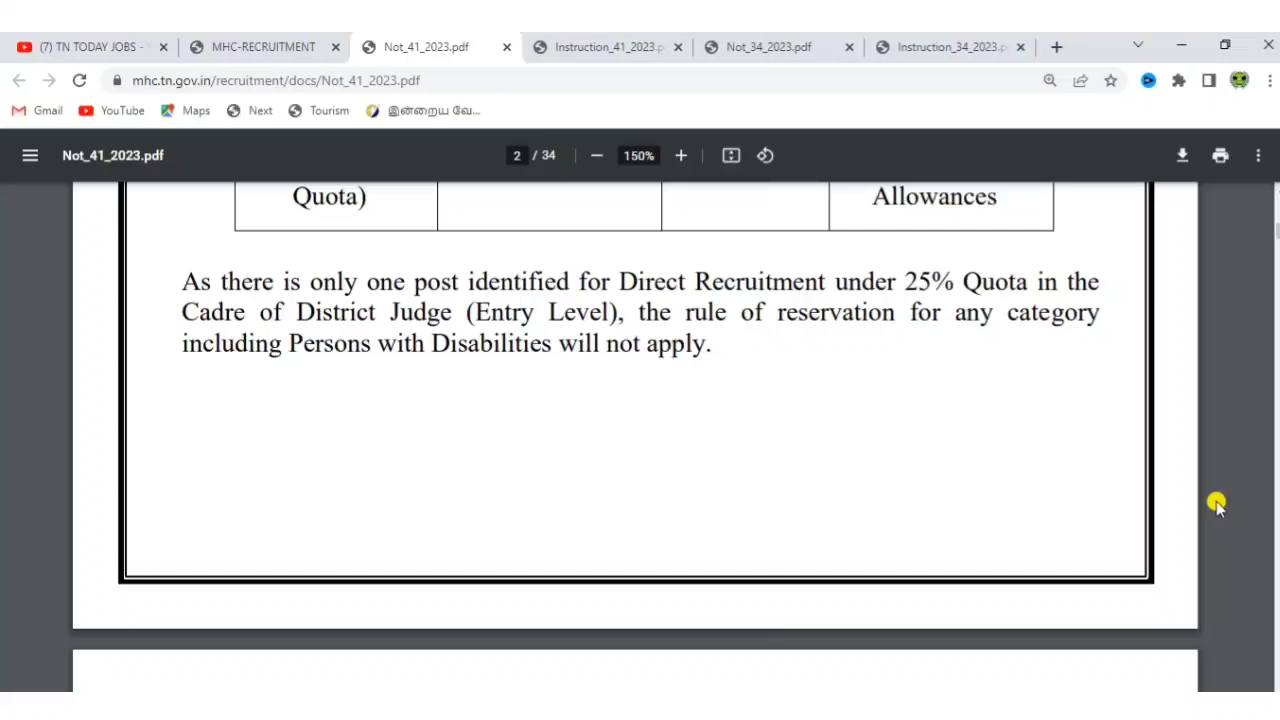 (7) TN TODAY JOBS -
MHC-RECRUITMENT
Not_41_2023.pdf
Instruction_41_2023.p
Not_34_2023.pdf
Instruction_34_2023.p
mhc.tn.gov.in/recruitment/docs/Not_41_2023.pdf
Gmail
YouTube
Maps
Next
Tourism
இன்றைய வே...
Not_41_2023.pdf
2 / 34
150%
Quota)
Allowances
As there is only one post identified for Direct Recruitment under 25% Quota in the
Cadre of District Judge (Entry Level), the rule of reservation for any category
including Persons with Disabilities will not apply.